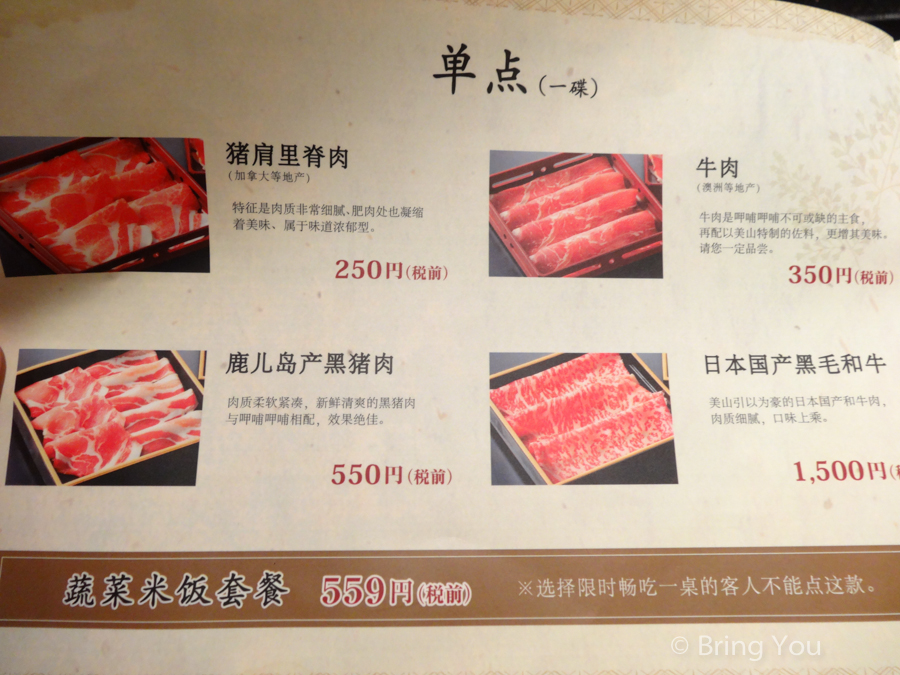 单点(一碟)
猪肩里脊肉
(加拿大等地产)
特征是肉质非常细腻、肥肉处也凝缩
着美味、属于味道浓郁型。
250円(税前)
牛肉
(澳洲等地产)
牛肉是呷哺呷哺不可或缺的主食,
再配以美山特制的佐料,更增其美味。
请您一定品尝。
350円(税前)
鹿儿岛产黑猪肉
肉质柔软紧凑,新鲜清爽的黑猪肉
与呷哺呷哺相配,效果绝佳。
550円(税前)
日本国产黑毛和牛
美山引以为豪的日本国产和牛肉,
肉质细腻,口味上乘。
1,500円(
蔬菜米饭套餐 559円(税前) ※选择限时畅吃一桌的客人不能点这款。
© Bring You